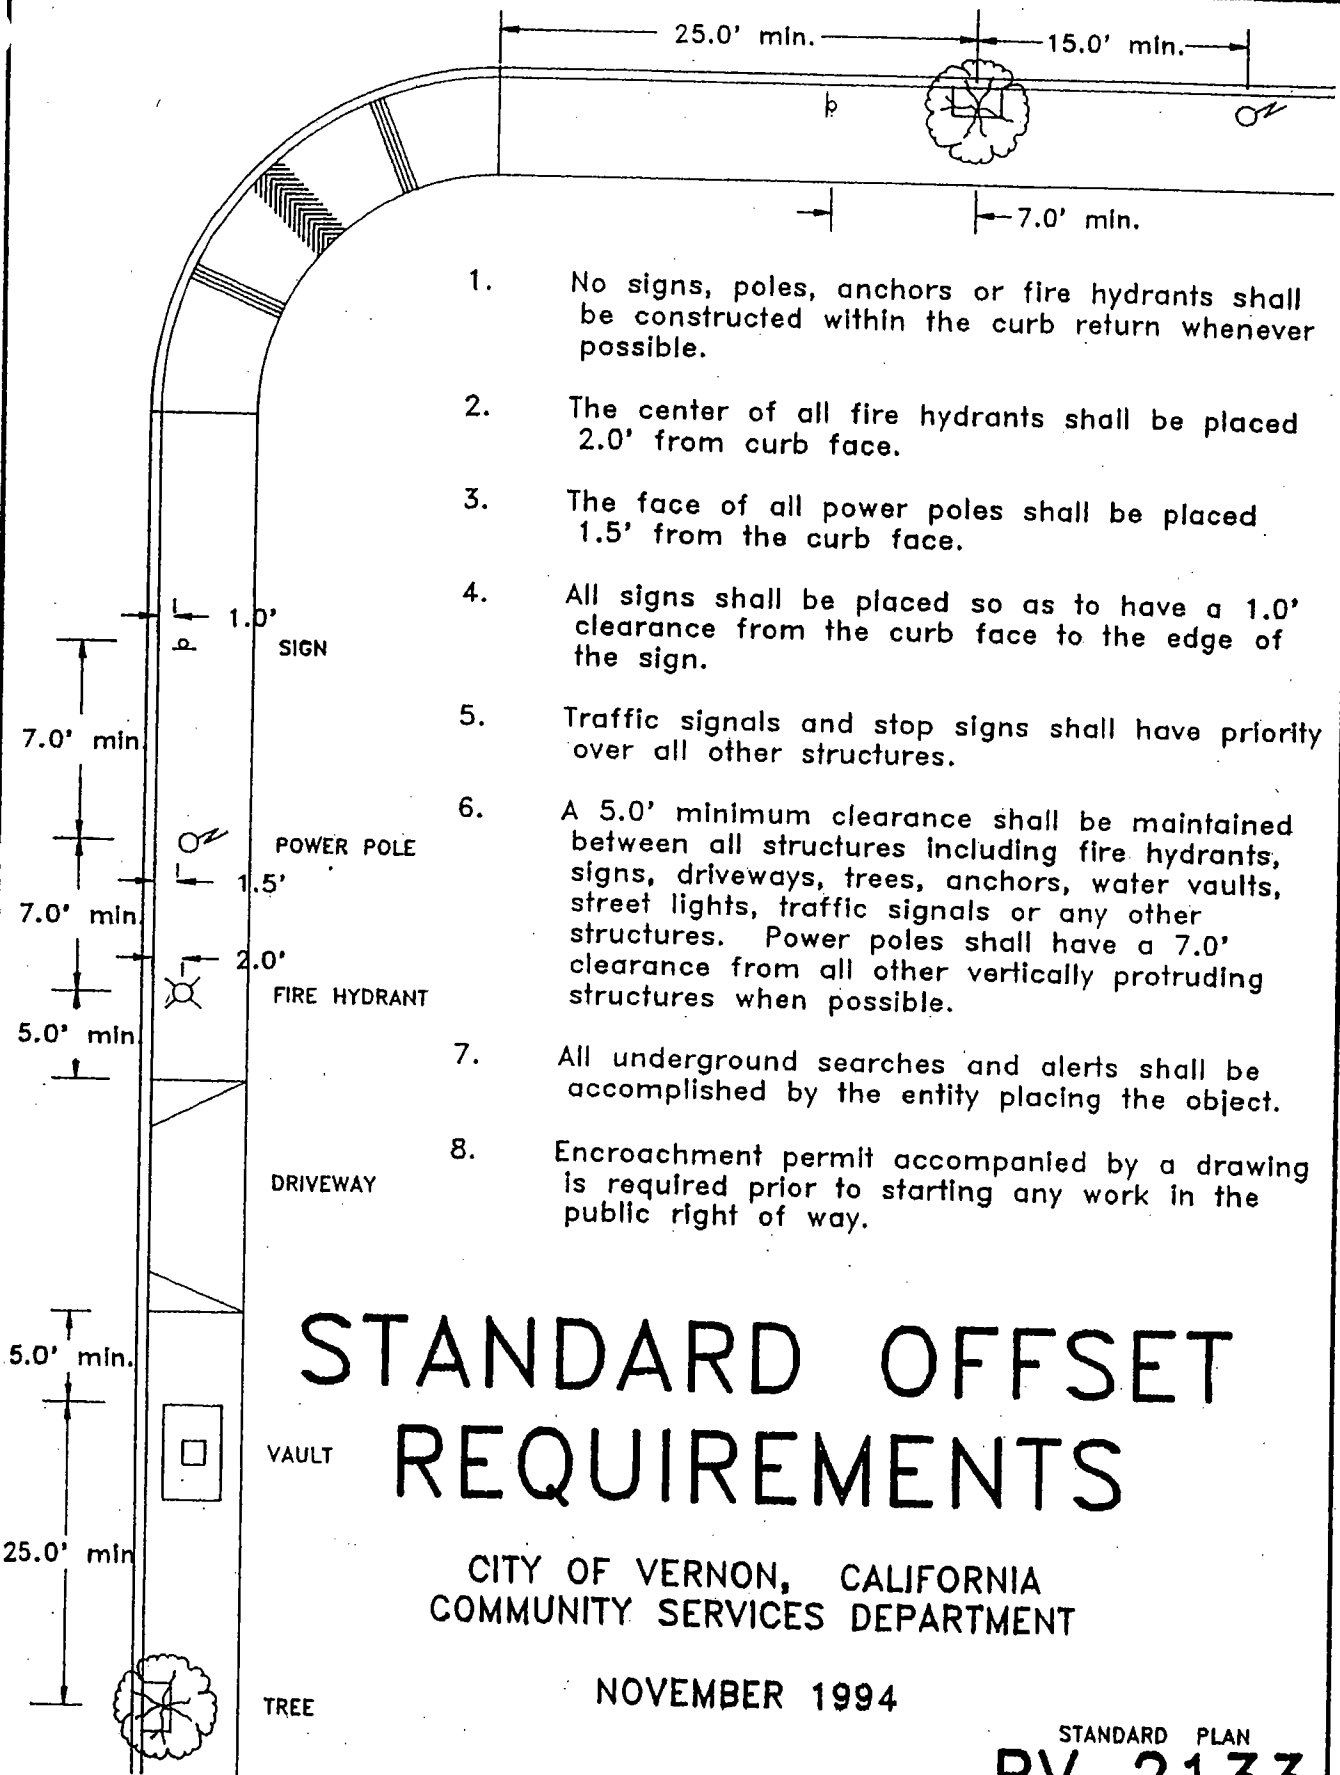 25.0' min.
15.0' min.
7.0' min.
1. No signs, poles, anchors or fire hydrants shall
be constructed within the curb return whenever
possible.
2. The center of all fire hydrants shall be placed
2.0' from curb face.
3. The face of all power poles shall be placed
1.5' from the curb face.
4. All signs shall be placed so as to have a 1.0'
clearance from the curb face to the edge of
the sign.
5. Traffic signals and stop signs shall have priority
over all other structures.
6. A 5.0' minimum clearance shall be maintained
between all structures including fire hydrants,
signs, driveways, trees, anchors, water vaults,
street lights, traffic signals or any other
structures. Power poles shall have a 7.0'
clearance from all other vertically protruding
structures when possible.
7. All underground searches and alerts shall be
accomplished by the entity placing the object.
8. Encroachment permit accompanied by a drawing
is required prior to starting any work in the
public right of way.
1.0'
SIGN
7.0' min.
POWER POLE
1.5'
7.0' min.
2.0'
FIRE HYDRANT
5.0' min
DRIVEWAY
5.0' min.
VAULT
25.0' min
TREE
STANDARD OFFSET
REQUIREMENTS
CITY OF VERNON, CALIFORNIA
COMMUNITY SERVICES DEPARTMENT
NOVEMBER 1994
STANDARD PLAN
PV 2133